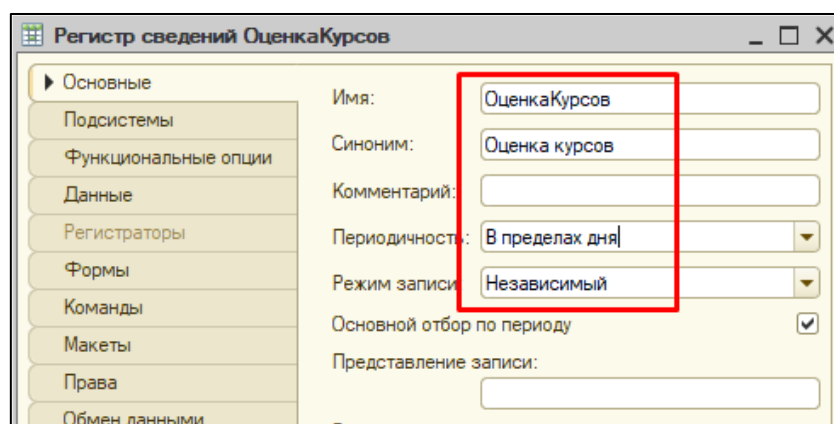 Регистр сведений ОценкаКурсов
Основные
Подсистемы
Функциональные опции
Данные
Регистраторы
Формы
Команды
Макеты
Права
Обмен данными
Имя: ОценкаКурсов
Синоним: Оценка курсов
Комментарий:
Периодичность: В пределах дня
Режим записи Независимый
Основной отбор по периоду
Представление записи: